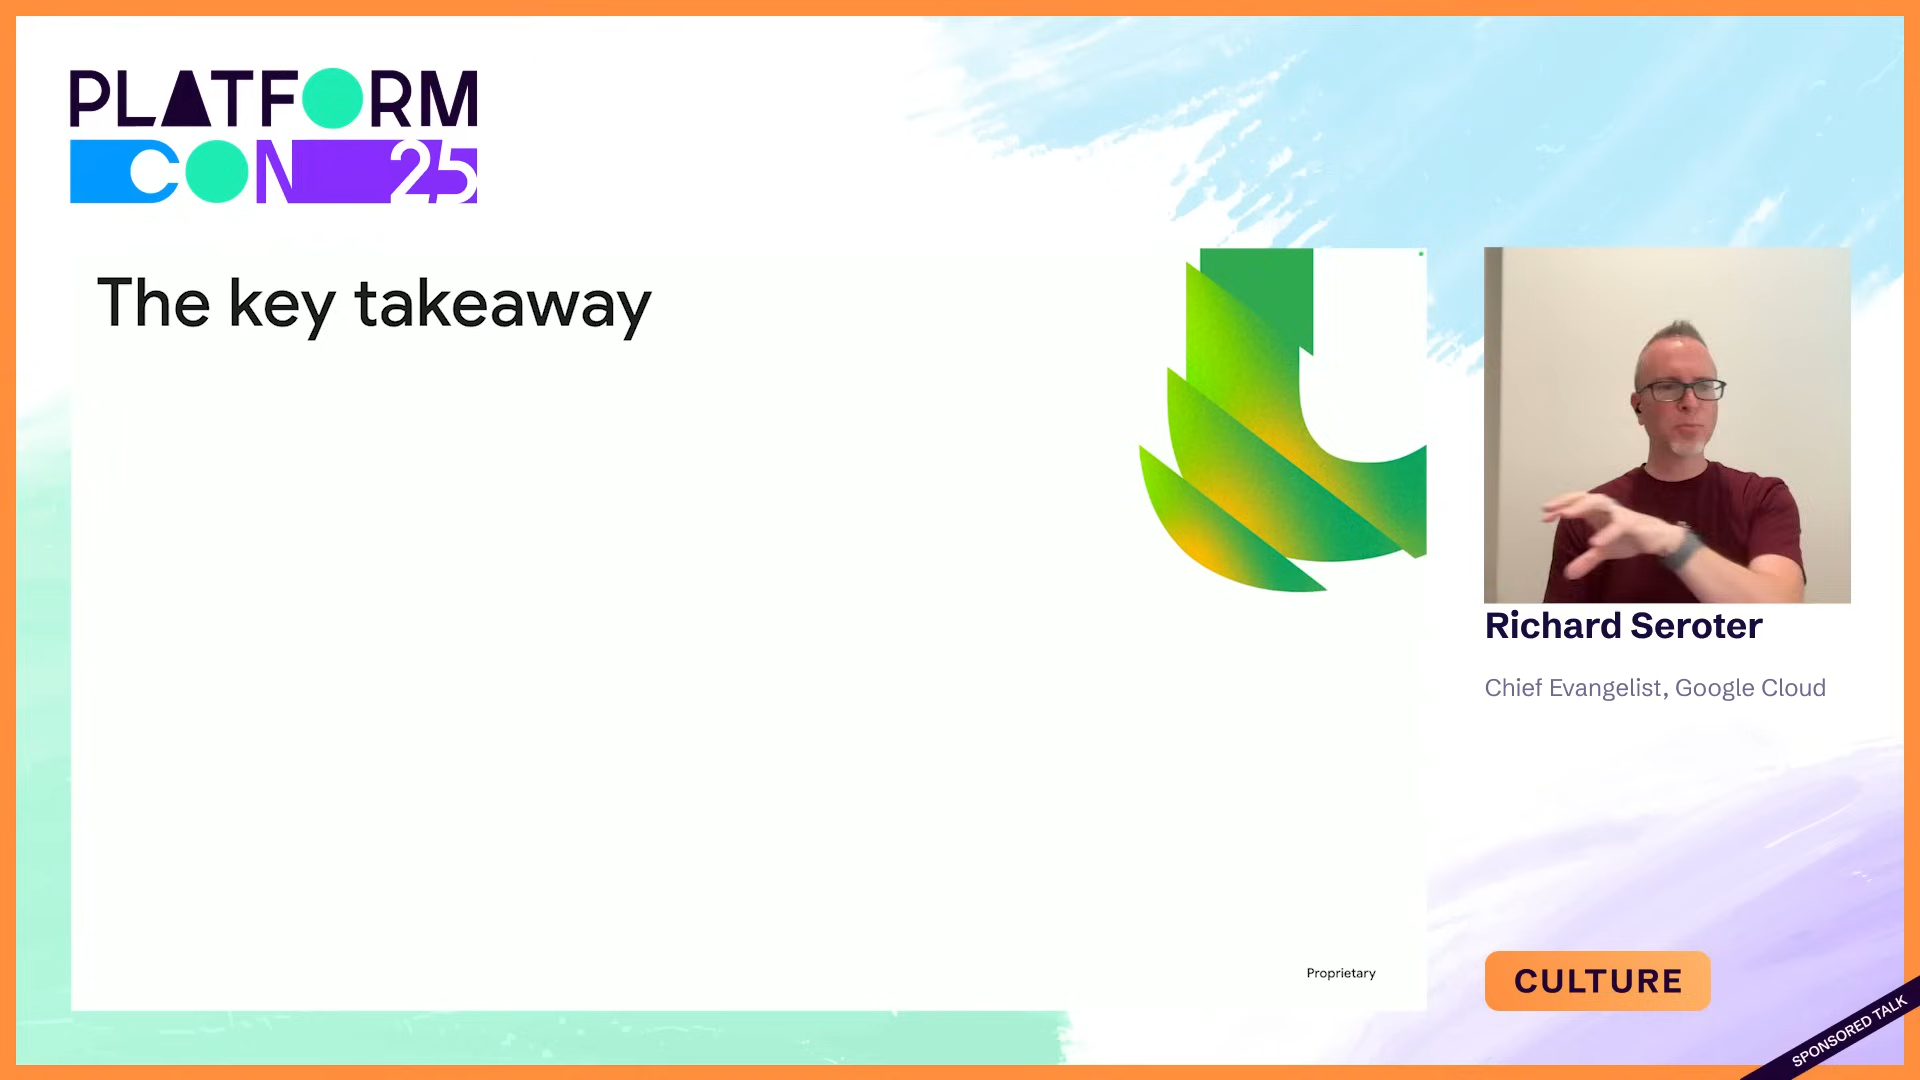 PLATFORM
CON 25
The key takeaway
Proprietary
Richard Seroter
Chief Evangelist, Google Cloud
CULTURE
SPONSORED TALK